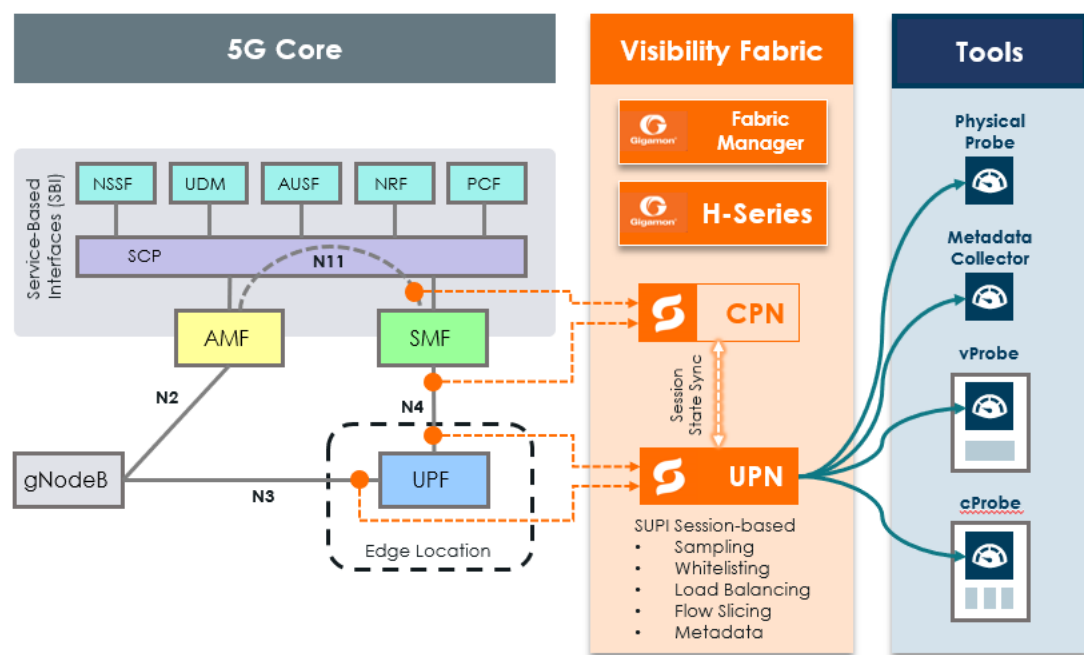 5G Core
Visibility Fabric
Tools
Gigamon®
Fabric
Manager
Gigamon®
H-Series
Physical
Probe
Metadata
Collector
vProbe
cProbe
Service-Based
Interfaces (SBI)
NSSF
UDM
AUSF
NRF
PCF
SCP
N11
AMF
SMF
CPN
N2
N4
Session
State Sync
gNodeB
N3
UPF
UPN
Edge Location
SUPI Session-based
• Sampling
• Whitelisting
• Load Balancing
• Flow Slicing
• Metadata